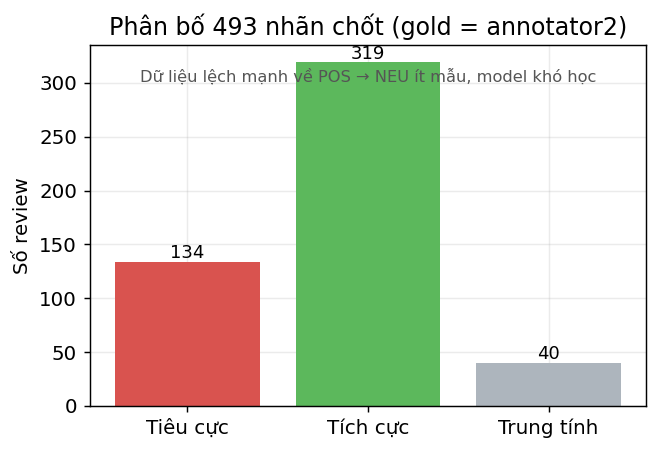 Phân bố 493 nhãn chốt (gold = annotator2)
319
Dữ liệu lệch mạnh về POS → NEU ít mẫu, model khó học
300
250
200
150
100
50
0
Số review
134
40
Tiêu cực
Tích cực
Trung tính